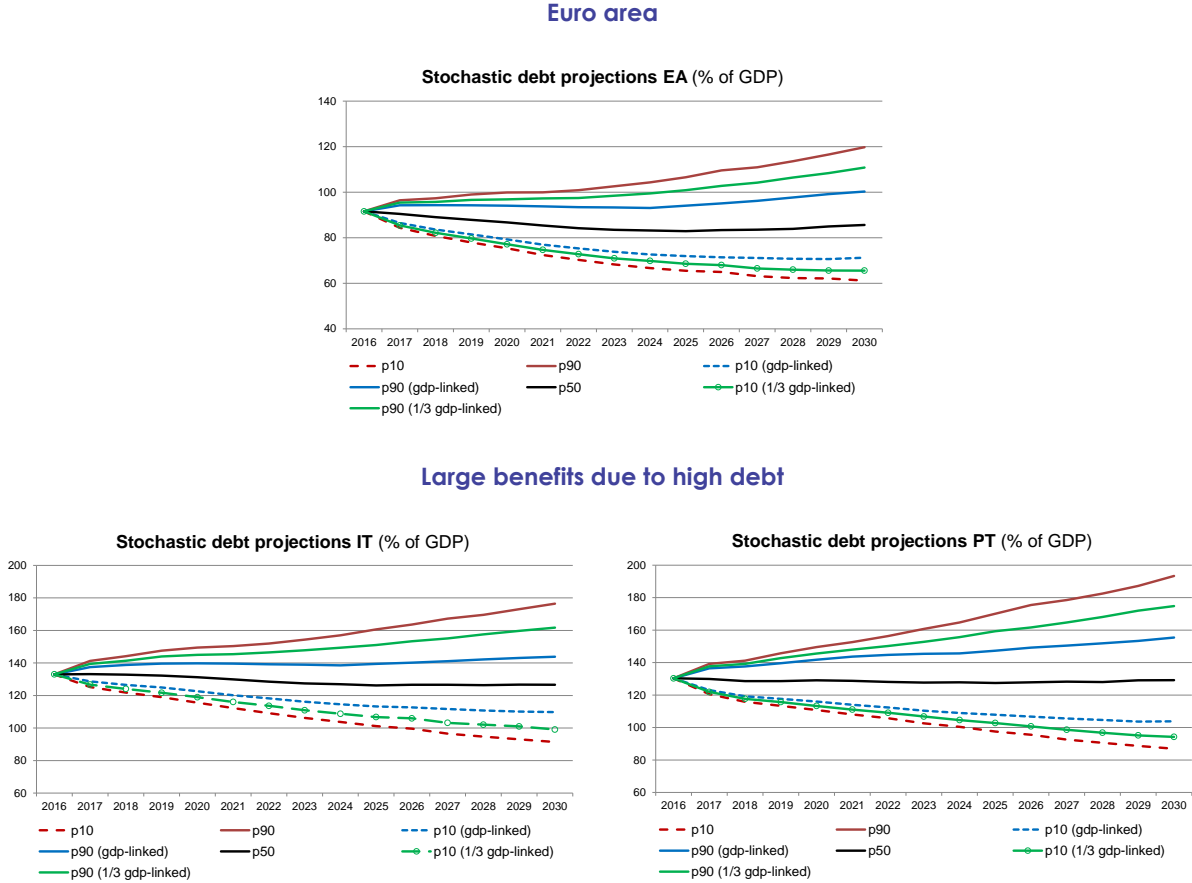 Euro area
Stochastic debt projections EA (% of GDP)
140
120
100
80
60
40
2016 2017 2018 2019 2020 2021 2022 2023 2024 2025 2026 2027 2028 2029 2030
p10 p90 p10 (gdp-linked)
p90 (gdp-linked) p50 p10 (1/3 gdp-linked)
p90 (1/3 gdp-linked)
Large benefits due to high debt
Stochastic debt projections IT (% of GDP)
200
180
160
140
120
100
80
60
2016 2017 2018 2019 2020 2021 2022 2023 2024 2025 2026 2027 2028 2029 2030
p10 p90 p10 (gdp-linked)
p90 (gdp-linked) p50 p10 (1/3 gdp-linked)
p90 (1/3 gdp-linked)
Stochastic debt projections PT (% of GDP)
200
180
160
140
120
100
80
60
2016 2017 2018 2019 2020 2021 2022 2023 2024 2025 2026 2027 2028 2029 2030
p10 p90 p10 (gdp-linked)
p90 (gdp-linked) p50 p10 (1/3 gdp-linked)
p90 (1/3 gdp-linked)